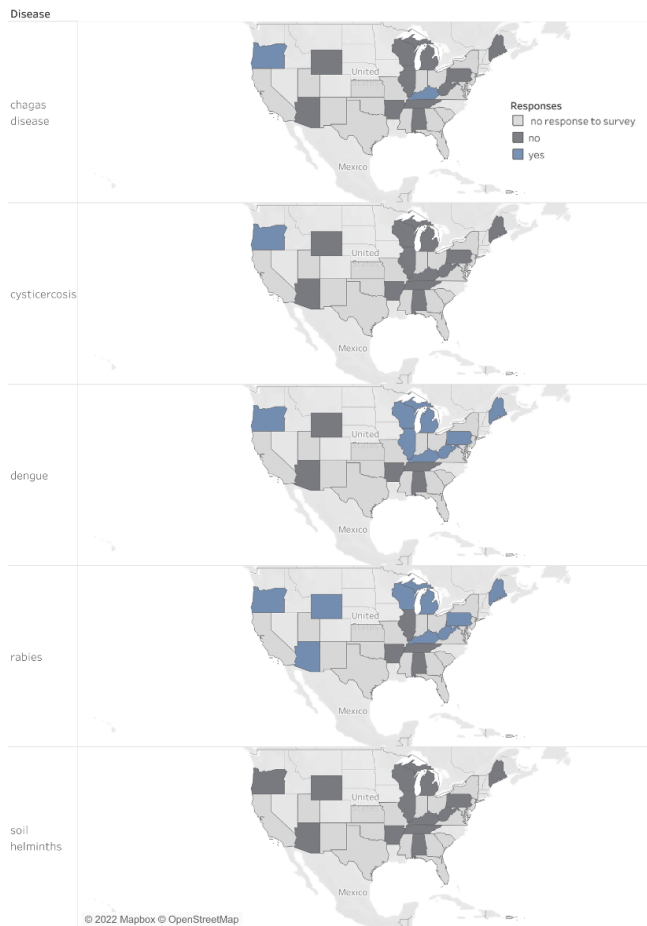 Disease
chagas
disease
United
Mexico
Responses
no response to survey
no
yes
cysticercosis
United
Mexico
dengue
United
Mexico
rabies
United
Mexico
soil
helminths
United
Mexico
© 2022 Mapbox © OpenStreetMap